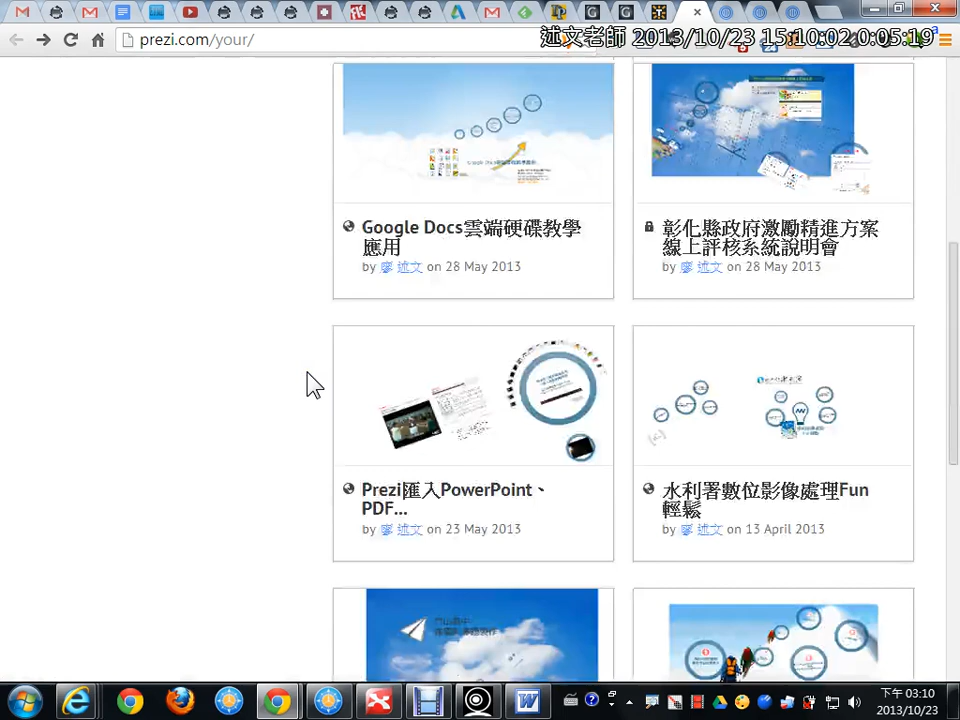 prezi.com/your/
述文老師 2013/10/23 15:10:02 0:05:19
Google Docs雲端硬碟教學
應用
by 廖 述文 on 28 May 2013
彰化縣政府激勵精進方案
線上評核系統說明會
by 廖 述文 on 28 May 2013
Prezi匯入PowerPoint、
PDF...
by 廖 述文 on 23 May 2013
水利署數位影像處理Fun
輕鬆
by 廖 述文 on 13 April 2013
下午 03:10
2013/10/23